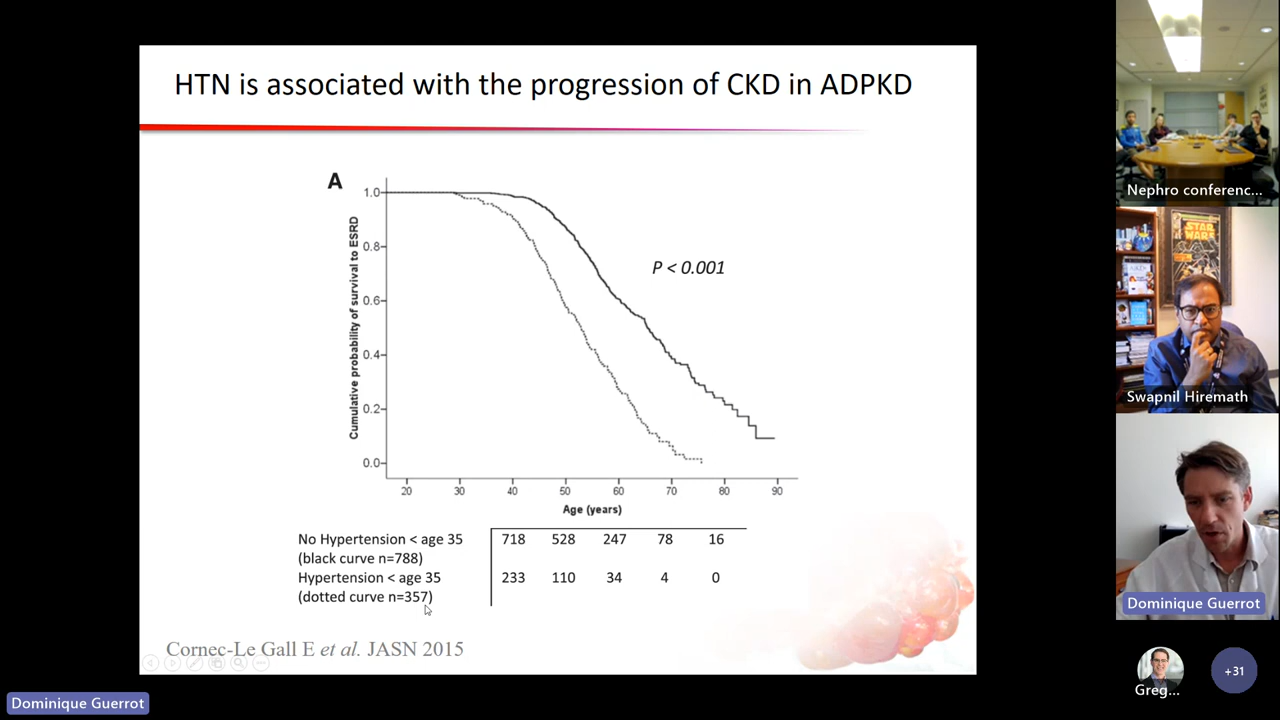 HTN is associated with the progression of CKD in ADPKD
A
Cumulative probability of survival to ESRD
1.0
0.8
0.6
0.4
0.2
0.0
P < 0.001
20 30 40 50 60 70 80 90
Age (years)
No Hypertension < age 35 718 528 247 78 16
(black curve n=788)
Hypertension < age 35 233 110 34 4 0
(dotted curve n=357)
Cornec-Le Gall E et al. JASN 2015
Dominique Guerrot
Nephro conferenc...
STAR WARS
Swapnil Hiremath
Dominique Guerrot
Greg...
+31